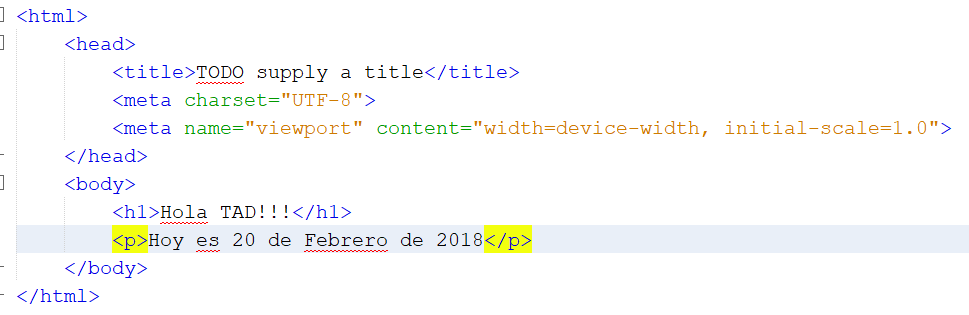 <html>
<head>
<title>TODO supply a title</title>
<meta charset="UTF-8">
<meta name="viewport" content="width=device-width, initial-scale=1.0">
</head>
<body>
<h1>Hola TAD!!!</h1>
<p>Hoy es 20 de Febrero de 2018</p>
</body>
</html>